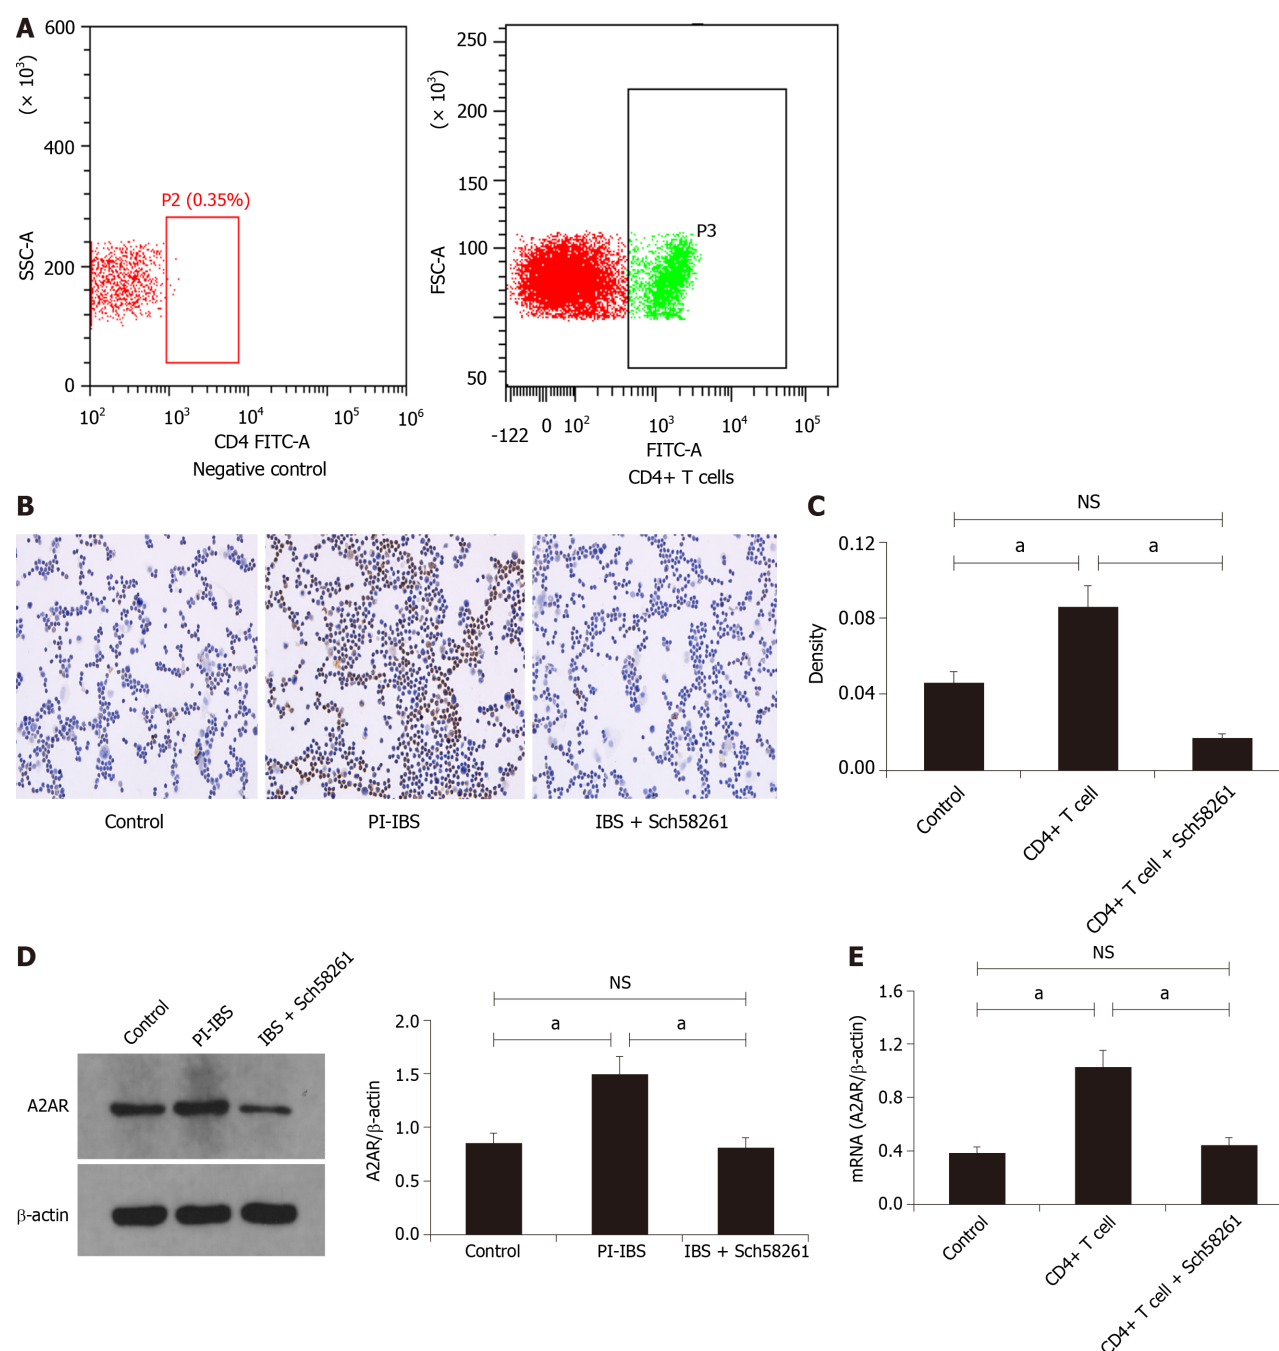 A
600
400
200
0
(× 10³)
SSC-A
P2 (0.35%)
10² 10³ 10⁴ 10⁵ 10⁶
CD4 FITC-A
Negative control
250
200
150
100
50
(× 10³)
FSC-A
P3
-122 0 10² 10³ 10⁴ 10⁵
FITC-A
CD4+ T cells
B
Control
PI-IBS
IBS + Sch58261
C
NS
a a
0.12
0.08
0.04
0.00
Density
Control
CD4+ T cell
CD4+ T cell + Sch58261
D
Control
PI-IBS
IBS + Sch58261
A2AR
β-actin
NS
a a
2.0
1.5
1.0
0.5
0.0
A2AR/β-actin
Control PI-IBS IBS + Sch58261
E
NS
a a
1.6
1.2
0.8
0.4
0.0
mRNA (A2AR/β-actin)
Control
CD4+ T cell
CD4+ T cell + Sch58261